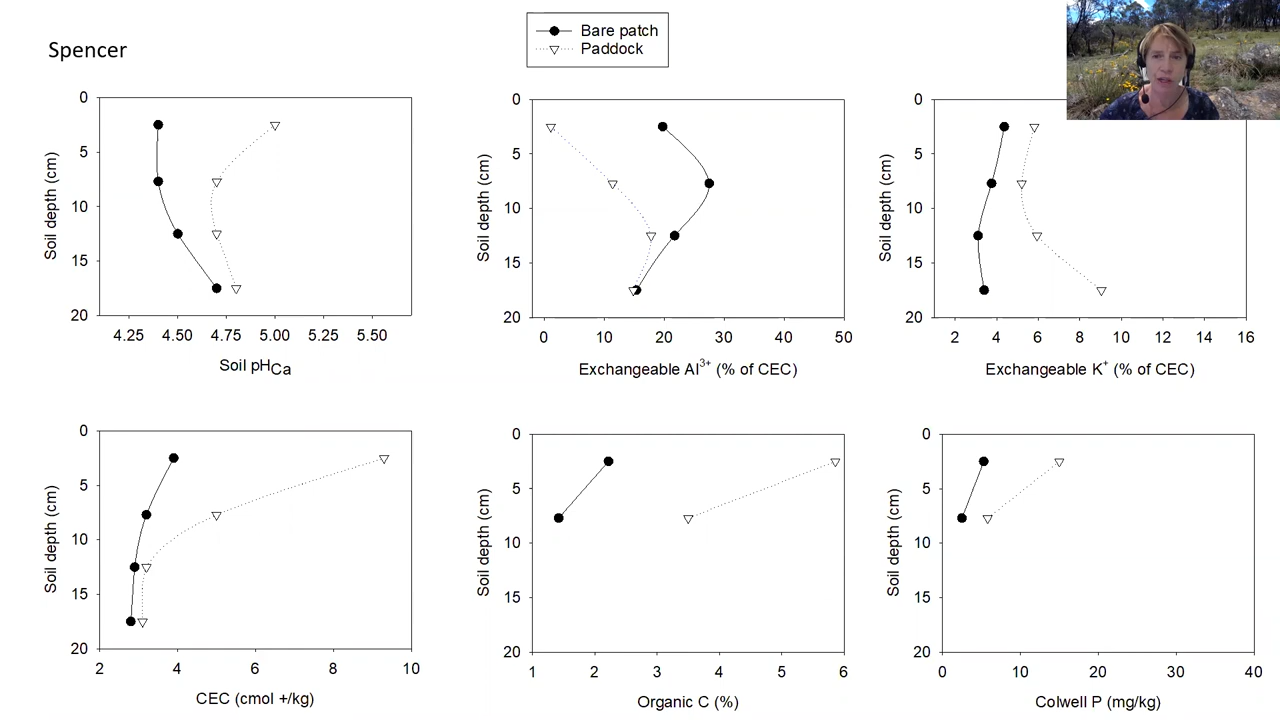 Spencer
Bare patch
Paddock
0
5
10
15
20
Soil depth (cm)
4.25 4.50 4.75 5.00 5.25 5.50
Soil pHCa
0
5
10
15
20
Soil depth (cm)
0 10 20 30 40 50
Exchangeable Al3+ (% of CEC)
0
5
10
15
20
Soil depth (cm)
2 4 6 8 10 12 14 16
Exchangeable K+ (% of CEC)
0
5
10
15
20
Soil depth (cm)
2 4 6 8 10
CEC (cmol +/kg)
0
5
10
15
20
Soil depth (cm)
1 2 3 4 5 6
Organic C (%)
0
5
10
15
20
Soil depth (cm)
0 10 20 30 40
Colwell P (mg/kg)